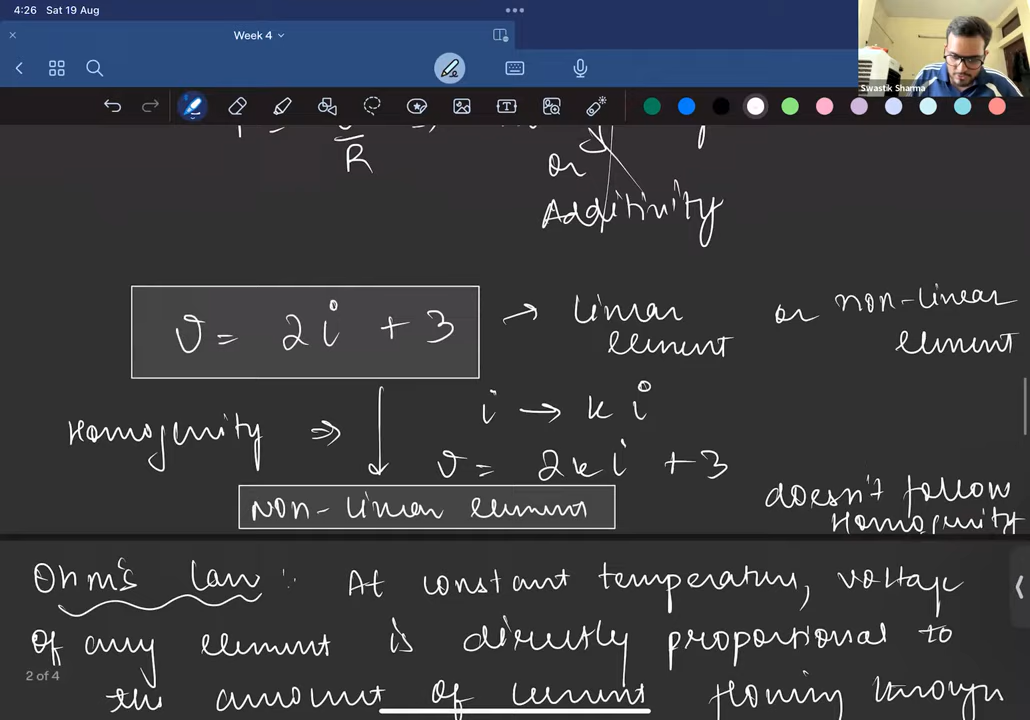 4:26 Sat 19 Aug
Week 4
Swastik Sharma
R
or
Additivity
v = 2i + 3 → linear element or non-linear element
Homogenity ⇒ i → k i
v = 2ki + 3
non-linear element
doesn't follow Homogenity
Ohm's law : At constant temperature, voltage
of any element is directly proportional to
2 of 4
the amount of current flowing through